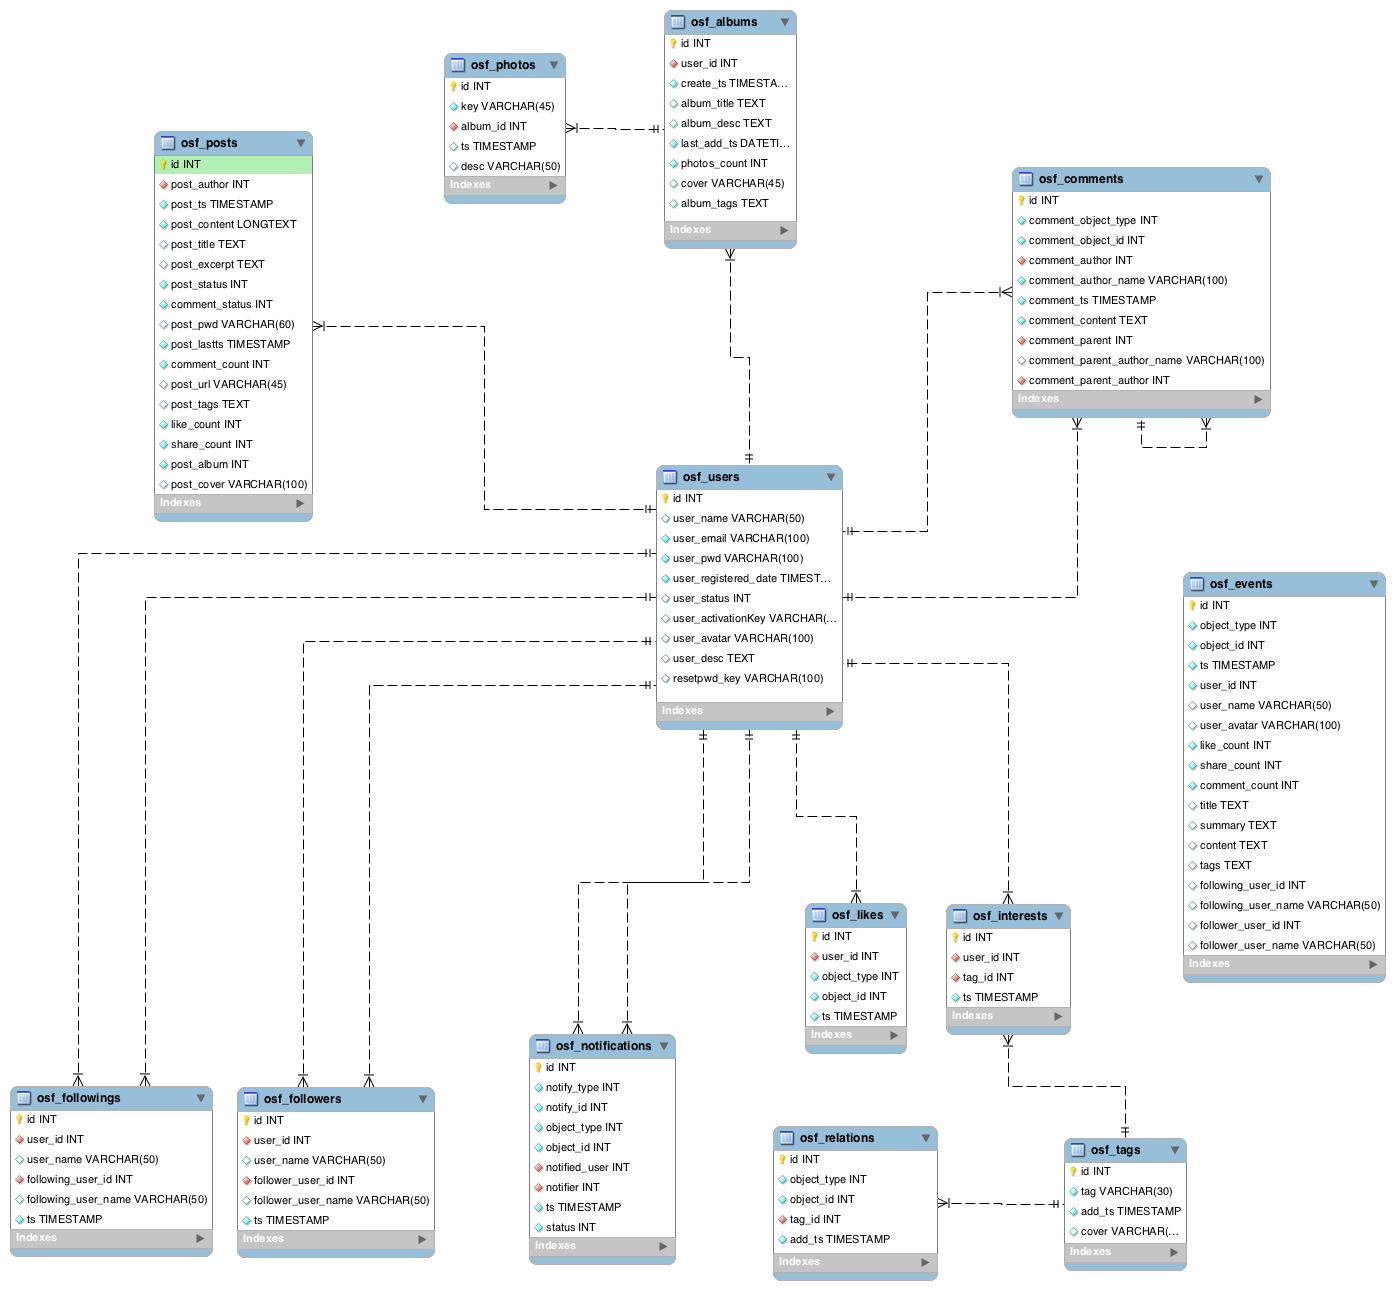 osf_albums
id INT
user_id INT
create_ts TIMESTA...
album_title TEXT
album_desc TEXT
last_add_ts DATETI...
photos_count INT
cover VARCHAR(45)
album_tags TEXT
Indexes
osf_photos
id INT
key VARCHAR(45)
album_id INT
ts TIMESTAMP
desc VARCHAR(50)
Indexes
osf_posts
id INT
post_author INT
post_ts TIMESTAMP
post_content LONGTEXT
post_title TEXT
post_excerpt TEXT
post_status INT
comment_status INT
post_pwd VARCHAR(60)
post_lastts TIMESTAMP
comment_count INT
post_url VARCHAR(45)
post_tags TEXT
like_count INT
share_count INT
post_album INT
post_cover VARCHAR(100)
Indexes
osf_comments
id INT
comment_object_type INT
comment_object_id INT
comment_author INT
comment_author_name VARCHAR(100)
comment_ts TIMESTAMP
comment_content TEXT
comment_parent INT
comment_parent_author_name VARCHAR(100)
comment_parent_author INT
Indexes
osf_users
id INT
user_name VARCHAR(50)
user_email VARCHAR(100)
user_pwd VARCHAR(100)
user_registered_date TIMEST...
user_status INT
user_activationKey VARCHAR(...
user_avatar VARCHAR(100)
user_desc TEXT
resetpwd_key VARCHAR(100)
Indexes
osf_events
id INT
object_type INT
object_id INT
ts TIMESTAMP
user_id INT
user_name VARCHAR(50)
user_avatar VARCHAR(100)
like_count INT
share_count INT
comment_count INT
title TEXT
summary TEXT
content TEXT
tags TEXT
following_user_id INT
following_user_name VARCHAR(50)
follower_user_id INT
follower_user_name VARCHAR(50)
Indexes
osf_likes
id INT
user_id INT
object_type INT
object_id INT
ts TIMESTAMP
Indexes
osf_interests
id INT
user_id INT
tag_id INT
ts TIMESTAMP
Indexes
osf_followings
id INT
user_id INT
user_name VARCHAR(50)
following_user_id INT
following_user_name VARCHAR(50)
ts TIMESTAMP
Indexes
osf_followers
id INT
user_id INT
user_name VARCHAR(50)
follower_user_id INT
follower_user_name VARCHAR(50)
ts TIMESTAMP
Indexes
osf_notifications
id INT
notify_type INT
notify_id INT
object_type INT
object_id INT
notified_user INT
notifier INT
ts TIMESTAMP
status INT
Indexes
osf_relations
id INT
object_type INT
object_id INT
tag_id INT
add_ts TIMESTAMP
Indexes
osf_tags
id INT
tag VARCHAR(30)
add_ts TIMESTAMP
cover VARCHAR(...
Indexes